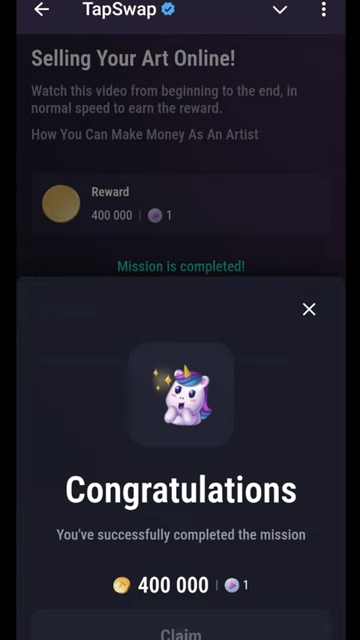 TapSwap
Selling Your Art Online!
Watch this video from beginning to the end, in
normal speed to earn the reward.
How You Can Make Money As An Artist
Reward
400 000 | 1
Mission is completed!
Congratulations
You've successfully completed the mission
400 000 | 1
Claim